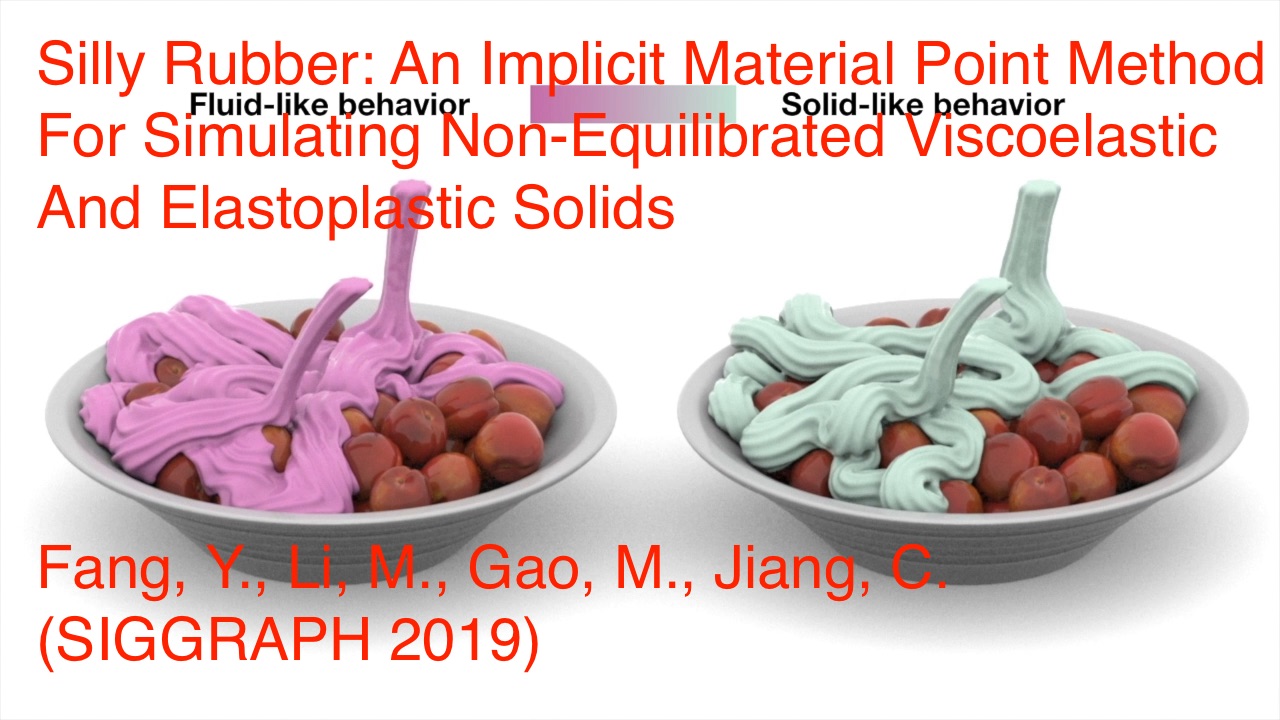 Silly Rubber: An Implicit Material Point Method
Fluid-like behavior Solid-like behavior
For Simulating Non-Equilibrated Viscoelastic
And Elastoplastic Solids
Fang, Y., Li, M., Gao, M., Jiang, C.
(SIGGRAPH 2019)